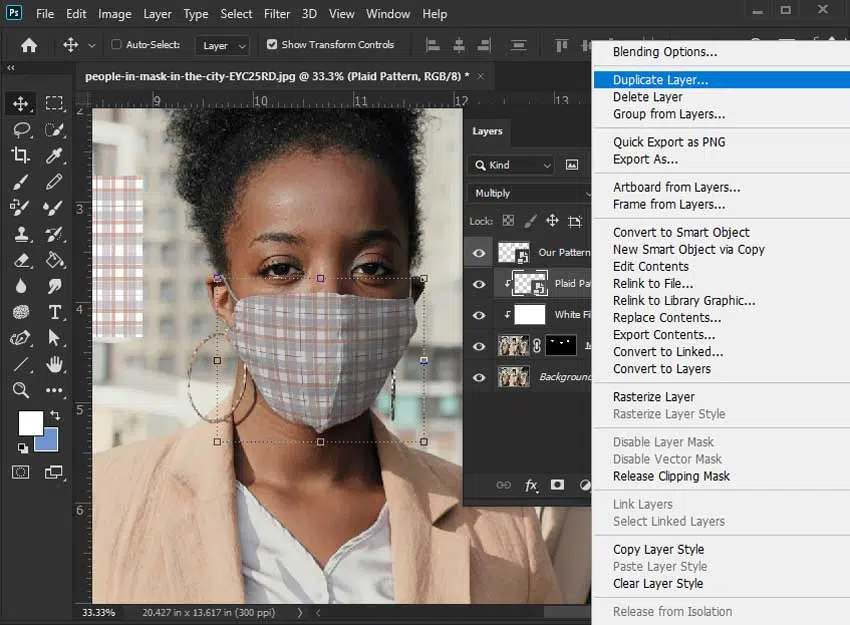 Ps File Edit Image Layer Type Select Filter 3D View Window Help
Auto-Select: Layer Show Transform Controls
people-in-mask-in-the-city-EYC25RD.jpg @ 33.3% (Plaid Pattern, RGB/8) * ×
9 10 11 12 13
2
3
4
5
6
Layers
Kind
Multiply
Lock:
Our Pattern
Plaid Pa
White Fi
Background
fx
33.33% 20.427 in x 13.617 in (300 ppi)
Blending Options...
Duplicate Layer...
Delete Layer
Group from Layers...
Quick Export as PNG
Export As...
Artboard from Layers...
Frame from Layers...
Convert to Smart Object
New Smart Object via Copy
Edit Contents
Relink to File...
Relink to Library Graphic...
Replace Contents...
Export Contents...
Convert to Linked...
Convert to Layers
Rasterize Layer
Rasterize Layer Style
Disable Layer Mask
Disable Vector Mask
Release Clipping Mask
Link Layers
Select Linked Layers
Copy Layer Style
Paste Layer Style
Clear Layer Style
Release from Isolation